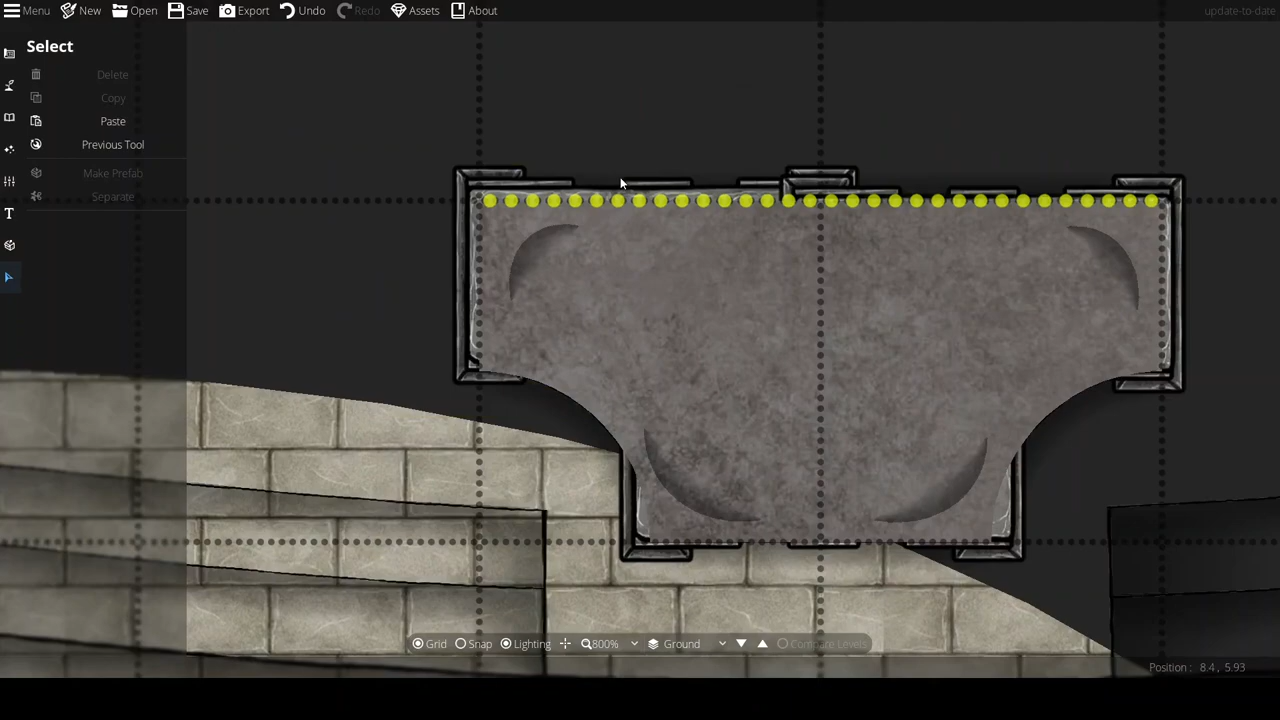 Menu New Open Save Export Undo Redo Assets About update-to-date
Select
Delete
Copy
Paste
Previous Tool
Make Prefab
Separate
Grid Snap Lighting 800% Ground Compare Levels
Position : 8.4 , 5.93